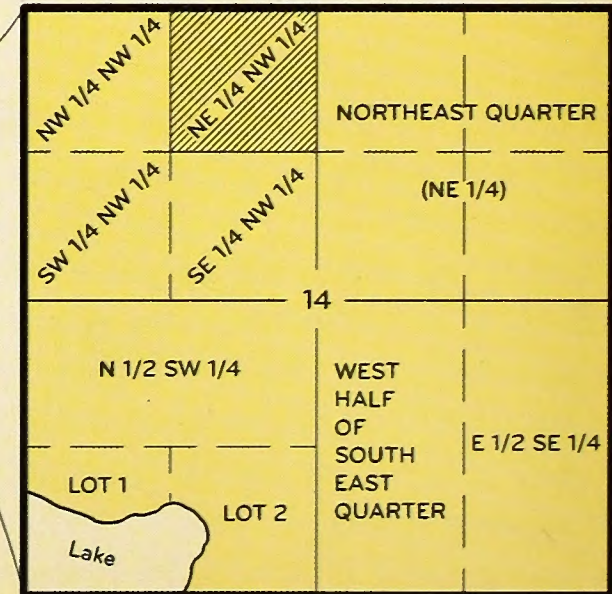 NW 1/4 NW 1/4
NE 1/4 NW 1/4
NORTHEAST QUARTER
(NE 1/4)
SW 1/4 NW 1/4
SE 1/4 NW 1/4
14
N 1/2 SW 1/4
WEST
HALF
OF
SOUTH
EAST
QUARTER
E 1/2 SE 1/4
LOT 1
LOT 2
Lake